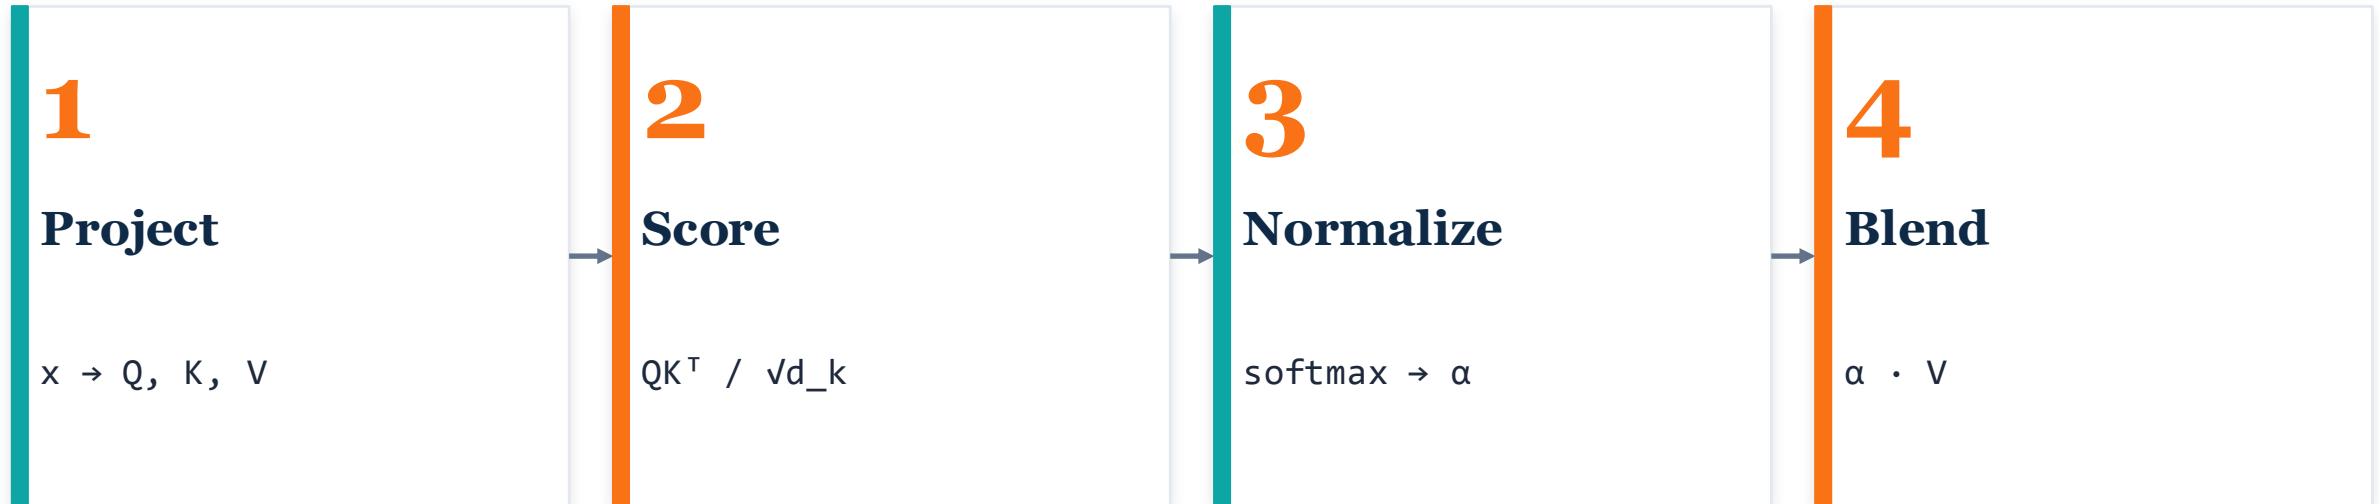 1
Project
x → Q, K, V
2
Score
QKᵀ / √d_k
3
Normalize
softmax → α
4
Blend
α · V